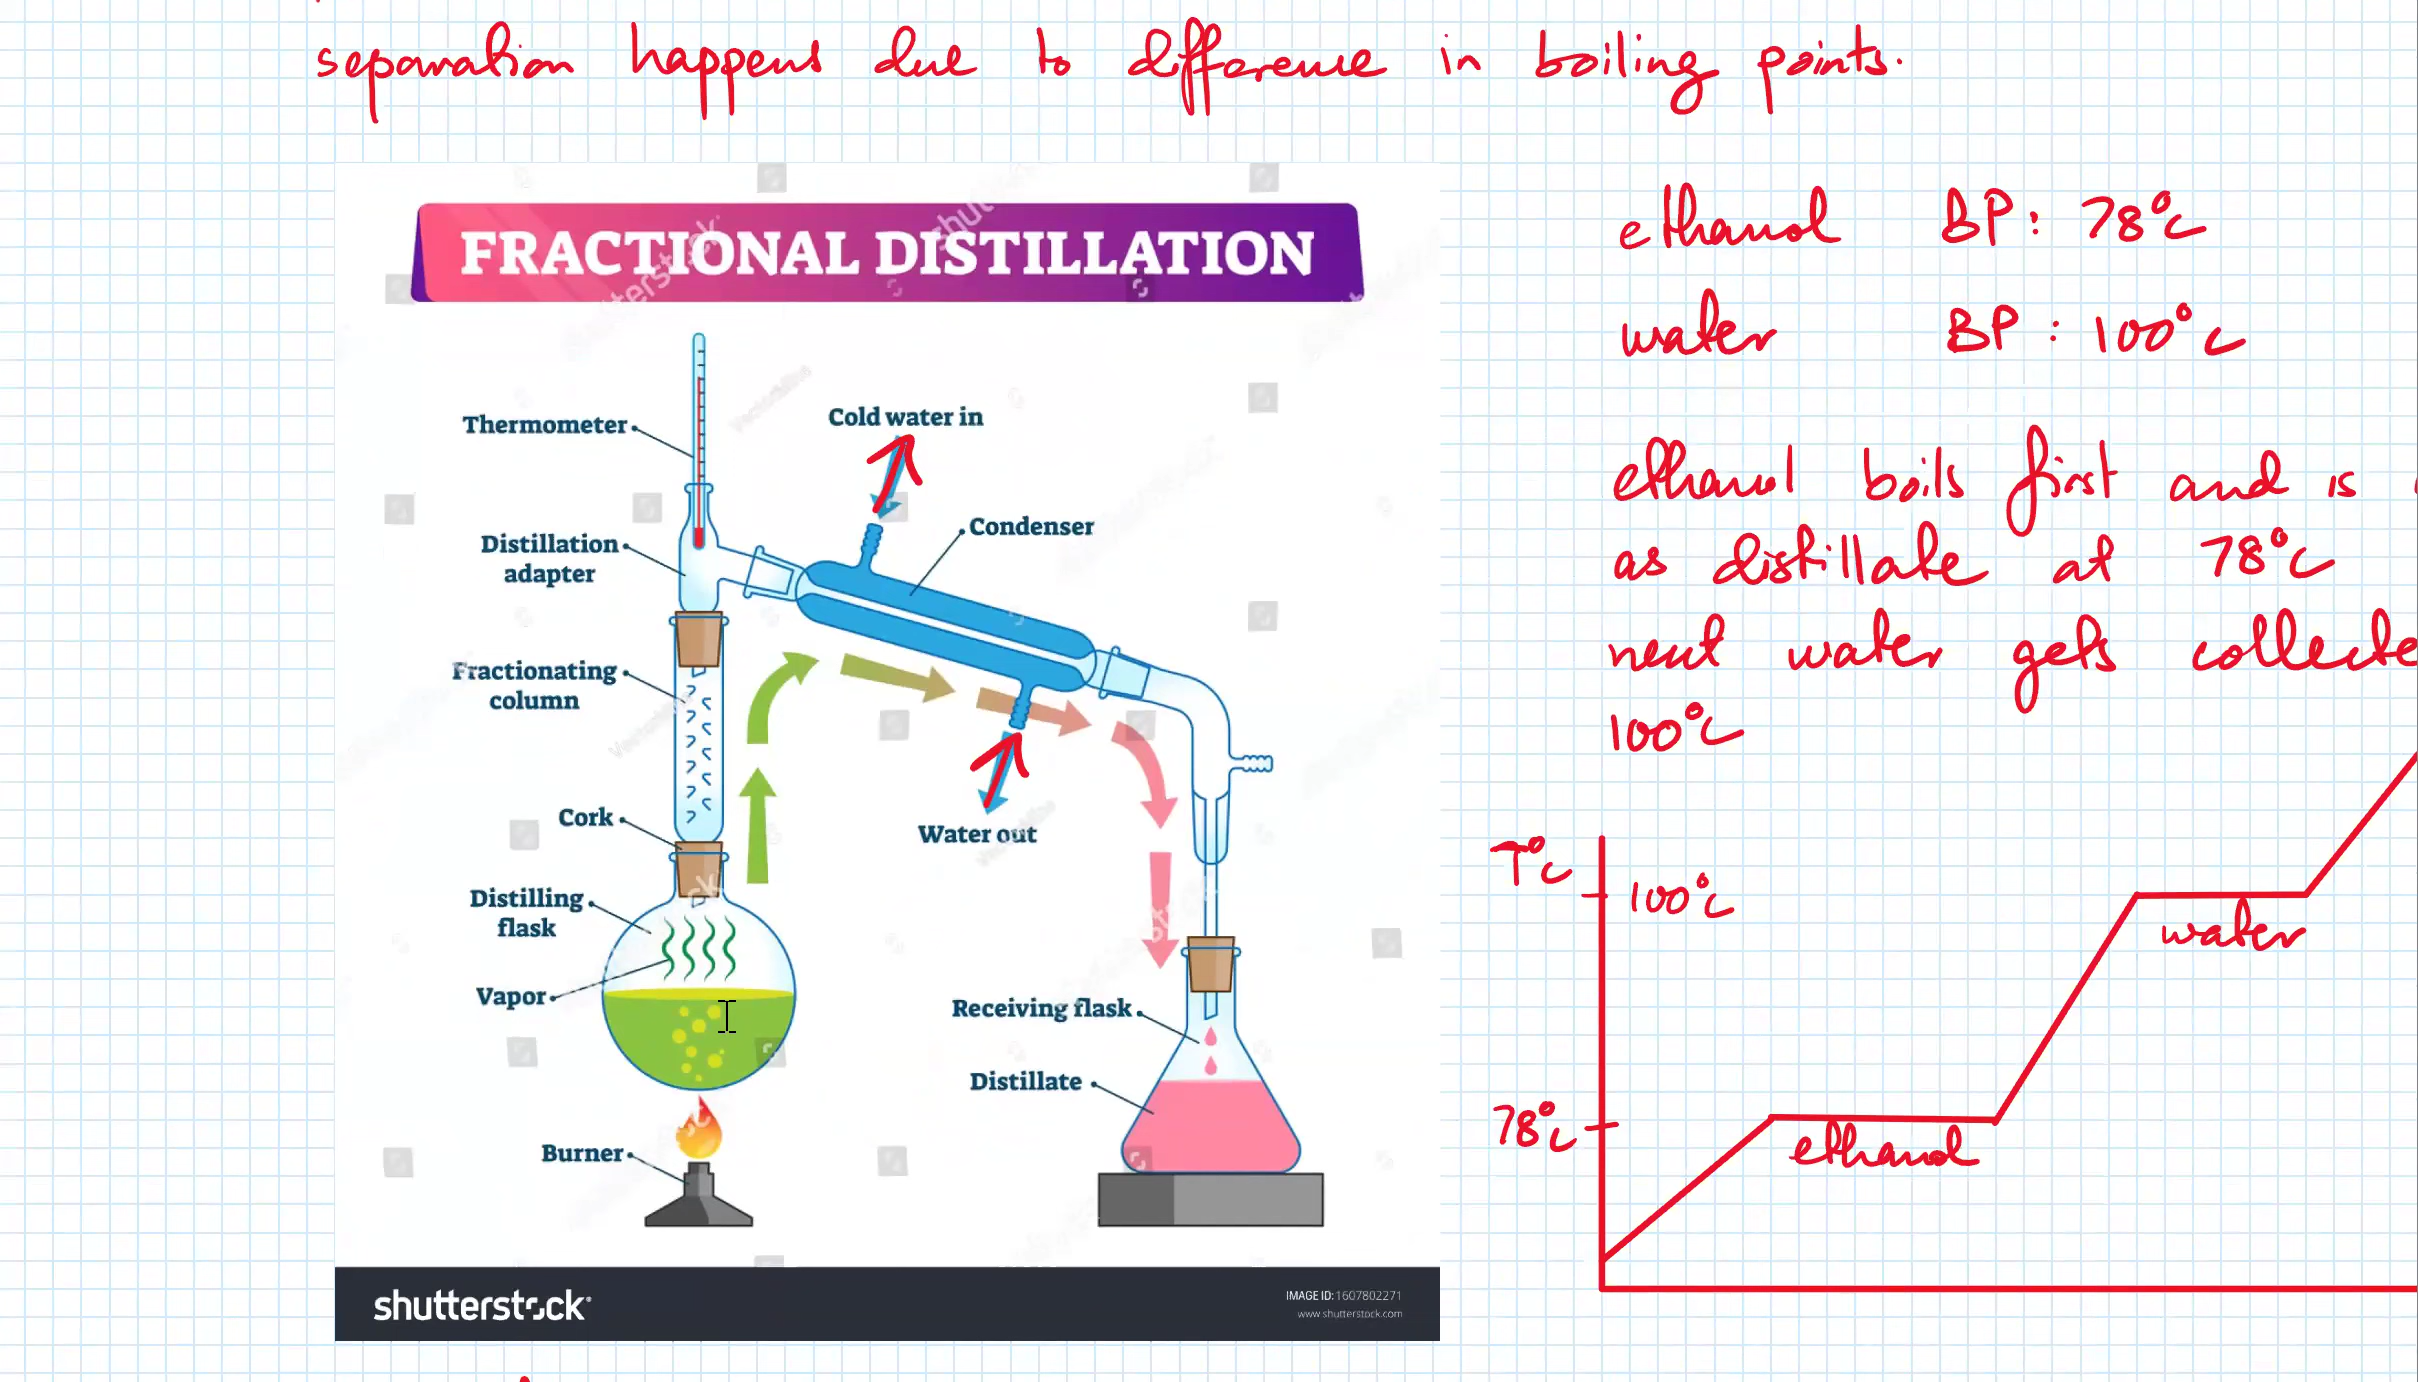 separation happens due to difference in boiling points.
FRACTIONAL DISTILLATION
Thermometer
Cold water in
Condenser
Distillation
adapter
Fractionating
column
Cork
Water out
Distilling
flask
Vapor
Receiving flask
Distillate
Burner
shutterstock
IMAGE ID: 1607802271
www.shutterstock.com
ethanol BP: 78°C
water BP: 100°C
ethanol boils first and is
as distillate at 78°C
next water gets collecte
100°C
T°C
100°C
water
78°C
ethanol